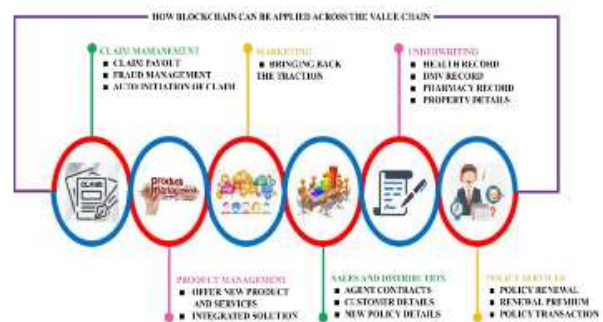 HOW BLOCKCHAIN CAN BE APPLIED ACROSS THE VALUE CHAIN
CLAIM MAMANEMENT
■ CLAIM PAYOUT
■ FRAUD MANAGEMENT
■ AUTO INITIATION OF CLAIM
MARKETING
■ BRINGING BACK
THE TRACTION
UNDERWRITING
■ HEALTH RECORD
■ DMV RECORD
■ PHARMACY RECORD
■ PROPERTY DETAILS
CLAIM
product
management
PRODUCT MANAGEMENT
■ OFFER NEW PRODUCT
AND SERVICES
■ INTEGRATED SOLUTION
SALES AND DISTRIBUTION
■ AGENT CONTRACTS
■ CUSTOMER DETAILS
■ NEW POLICY DETAILS
POLICY SERVICES
■ POLICY RENEWAL
■ RENEWAL PREMIUM
■ POLICY TRANSACTION